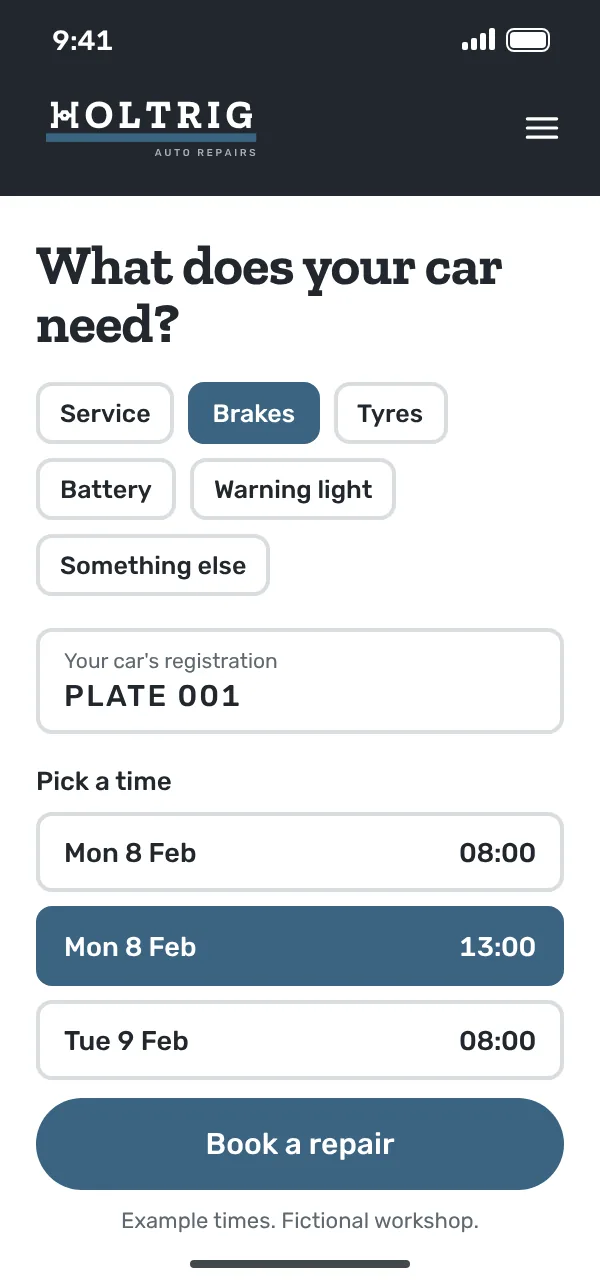 9:41
HOLTRIG
AUTO REPAIRS
What does your car
need?
Service
Brakes
Tyres
Battery
Warning light
Something else
Your car's registration
PLATE 001
Pick a time
Mon 8 Feb 08:00
Mon 8 Feb 13:00
Tue 9 Feb 08:00
Book a repair
Example times. Fictional workshop.